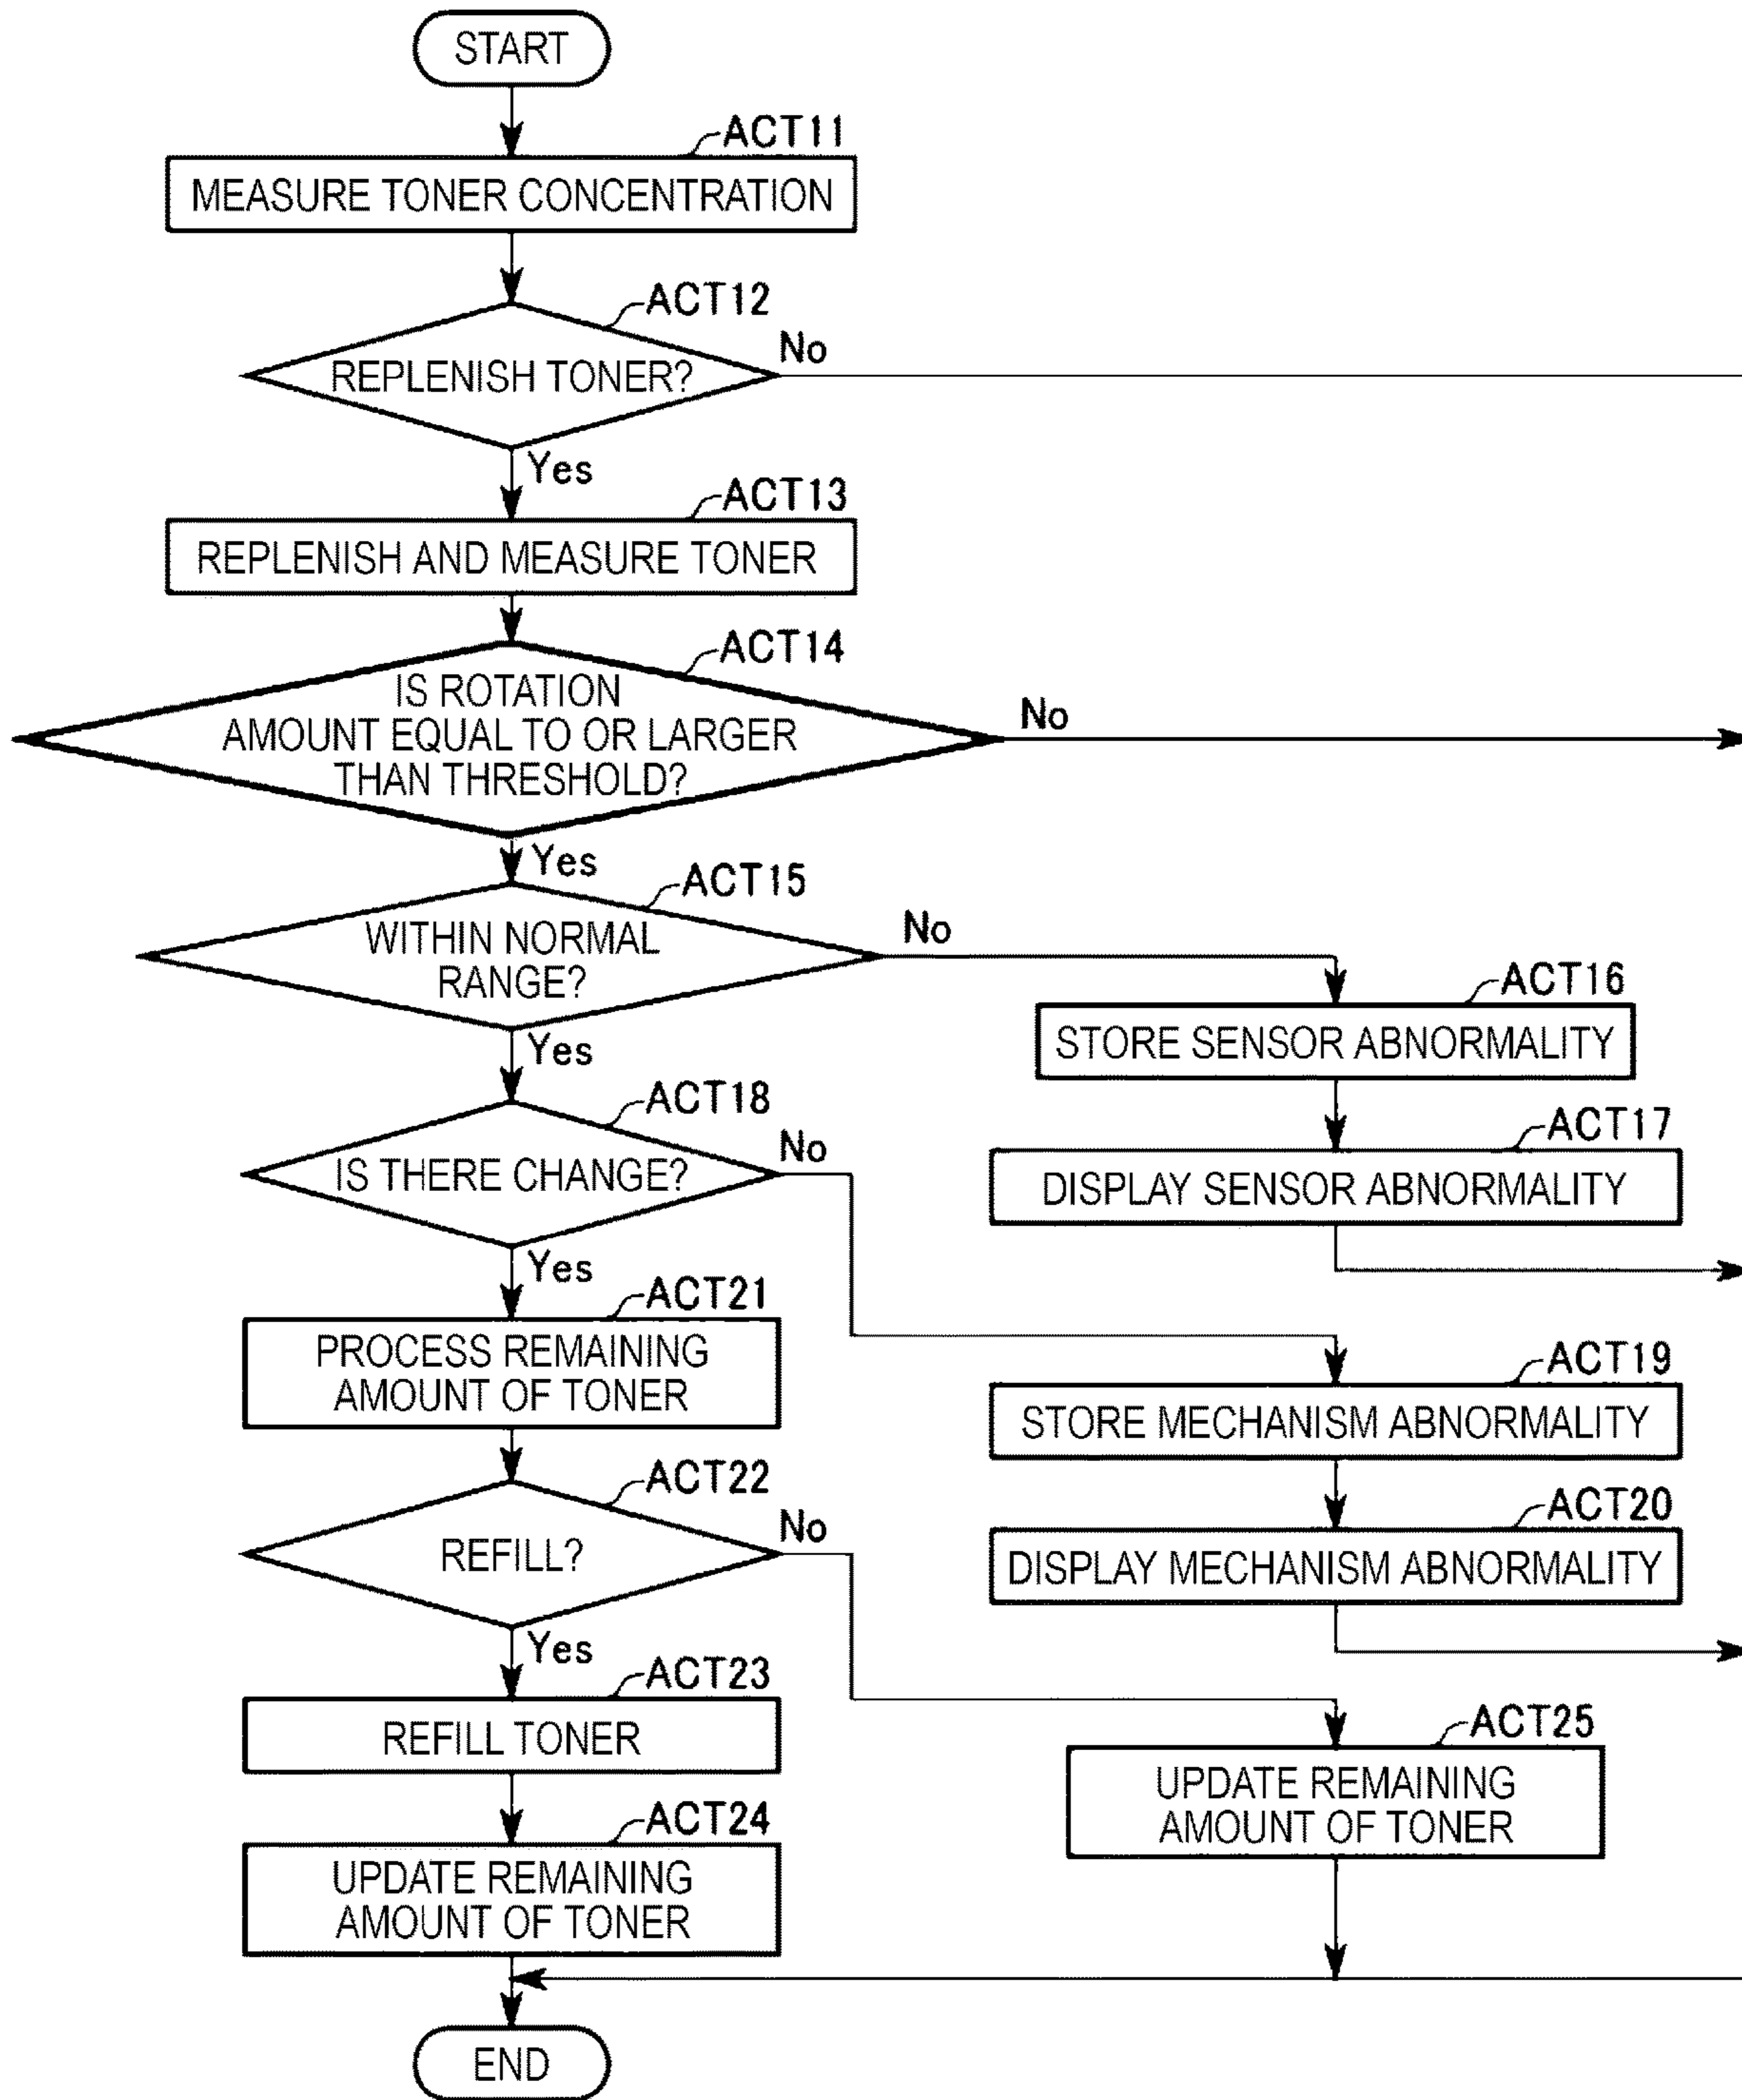 START
ACT11
MEASURE TONER CONCENTRATION
ACT12
REPLENISH TONER?
No
Yes
ACT13
REPLENISH AND MEASURE TONER
ACT14
IS ROTATION
AMOUNT EQUAL TO OR LARGER
THAN THRESHOLD?
No
Yes
ACT15
WITHIN NORMAL
RANGE?
No
Yes
ACT16
STORE SENSOR ABNORMALITY
ACT17
DISPLAY SENSOR ABNORMALITY
ACT18
IS THERE CHANGE?
No
Yes
ACT19
STORE MECHANISM ABNORMALITY
ACT20
DISPLAY MECHANISM ABNORMALITY
ACT21
PROCESS REMAINING
AMOUNT OF TONER
ACT22
REFILL?
No
Yes
ACT23
REFILL TONER
ACT24
UPDATE REMAINING
AMOUNT OF TONER
ACT25
UPDATE REMAINING
AMOUNT OF TONER
END